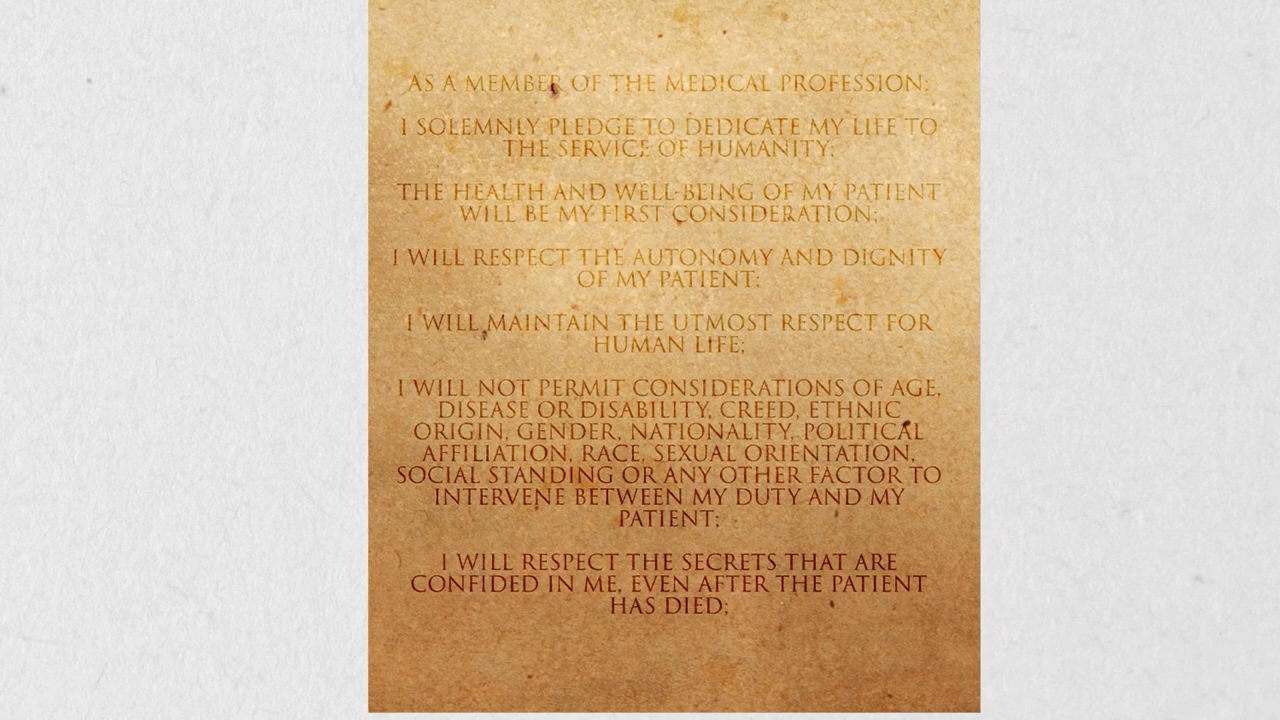 AS A MEMBER OF THE MEDICAL PROFESSION:
I SOLEMNLY PLEDGE TO DEDICATE MY LIFE TO
THE SERVICE OF HUMANITY;
THE HEALTH AND WELL-BEING OF MY PATIENT
WILL BE MY FIRST CONSIDERATION;
I WILL RESPECT THE AUTONOMY AND DIGNITY
OF MY PATIENT;
I WILL MAINTAIN THE UTMOST RESPECT FOR
HUMAN LIFE;
I WILL NOT PERMIT CONSIDERATIONS OF AGE,
DISEASE OR DISABILITY, CREED, ETHNIC
ORIGIN, GENDER, NATIONALITY, POLITICAL
AFFILIATION, RACE, SEXUAL ORIENTATION,
SOCIAL STANDING OR ANY OTHER FACTOR TO
INTERVENE BETWEEN MY DUTY AND MY
PATIENT;
I WILL RESPECT THE SECRETS THAT ARE
CONFIDED IN ME, EVEN AFTER THE PATIENT
HAS DIED;